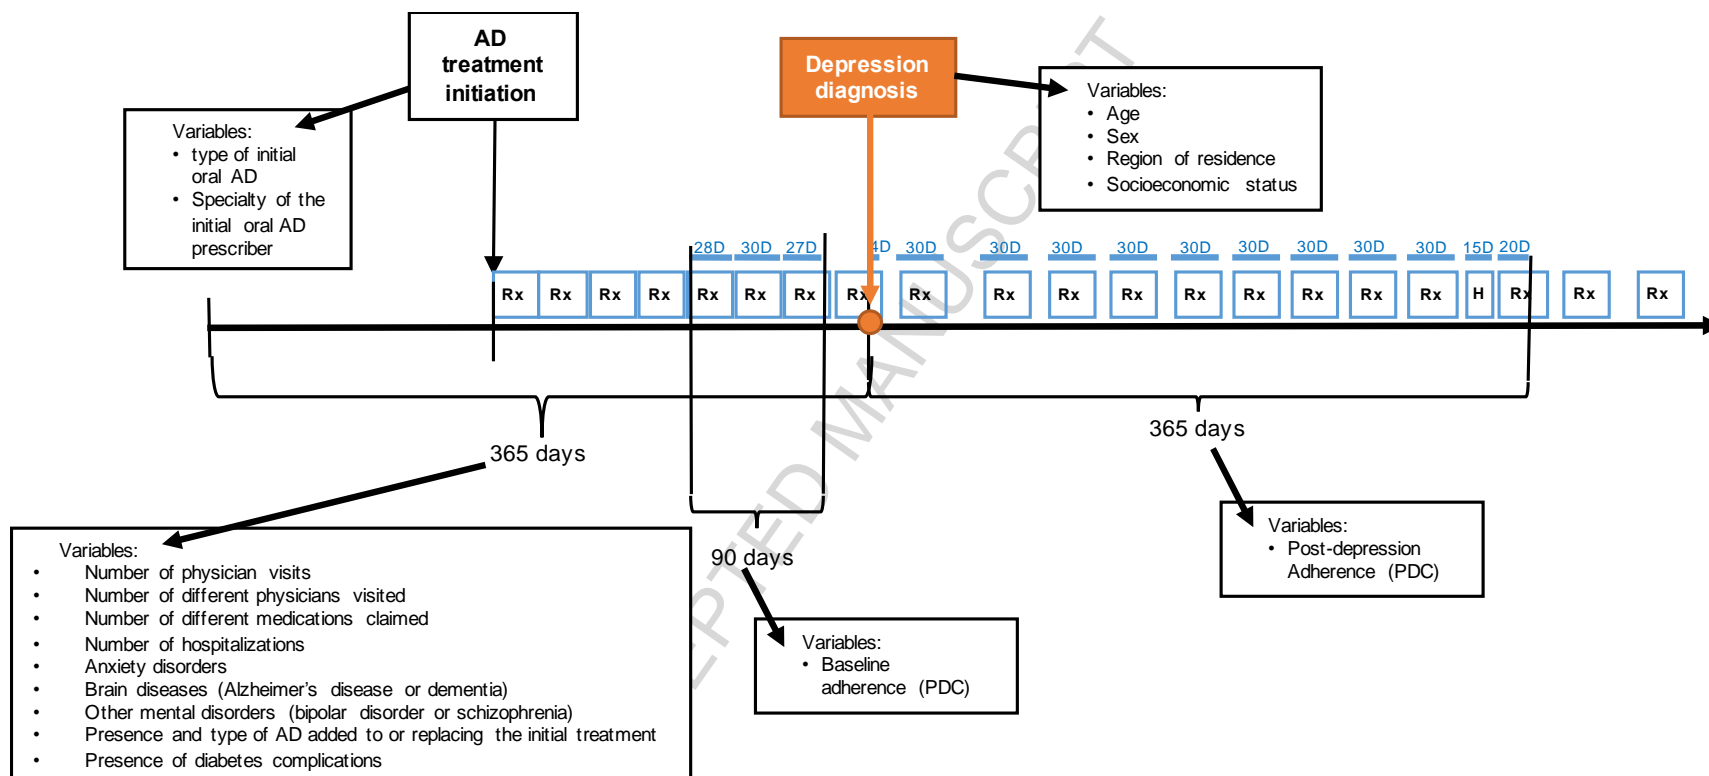 AD
treatment
initiation
Depression
diagnosis
Variables:
• type of initial
oral AD
• Specialty of the
initial oral AD
prescriber
Variables:
• Age
• Sex
• Region of residence
• Socioeconomic status
28D 30D 27D 4D 30D 30D 30D 30D 30D 30D 30D 30D 30D 15D 20D
Rx Rx Rx Rx Rx Rx Rx Rx Rx Rx Rx Rx Rx Rx Rx Rx Rx H Rx Rx Rx
365 days
365 days
90 days
Variables:
• Number of physician visits
• Number of different physicians visited
• Number of different medications claimed
• Number of hospitalizations
• Anxiety disorders
• Brain diseases (Alzheimer's disease or dementia)
• Other mental disorders (bipolar disorder or schizophrenia)
• Presence and type of AD added to or replacing the initial treatment
• Presence of diabetes complications
Variables:
• Baseline
adherence (PDC)
Variables:
• Post-depression
Adherence (PDC)
EPTED MANUSCRIPT